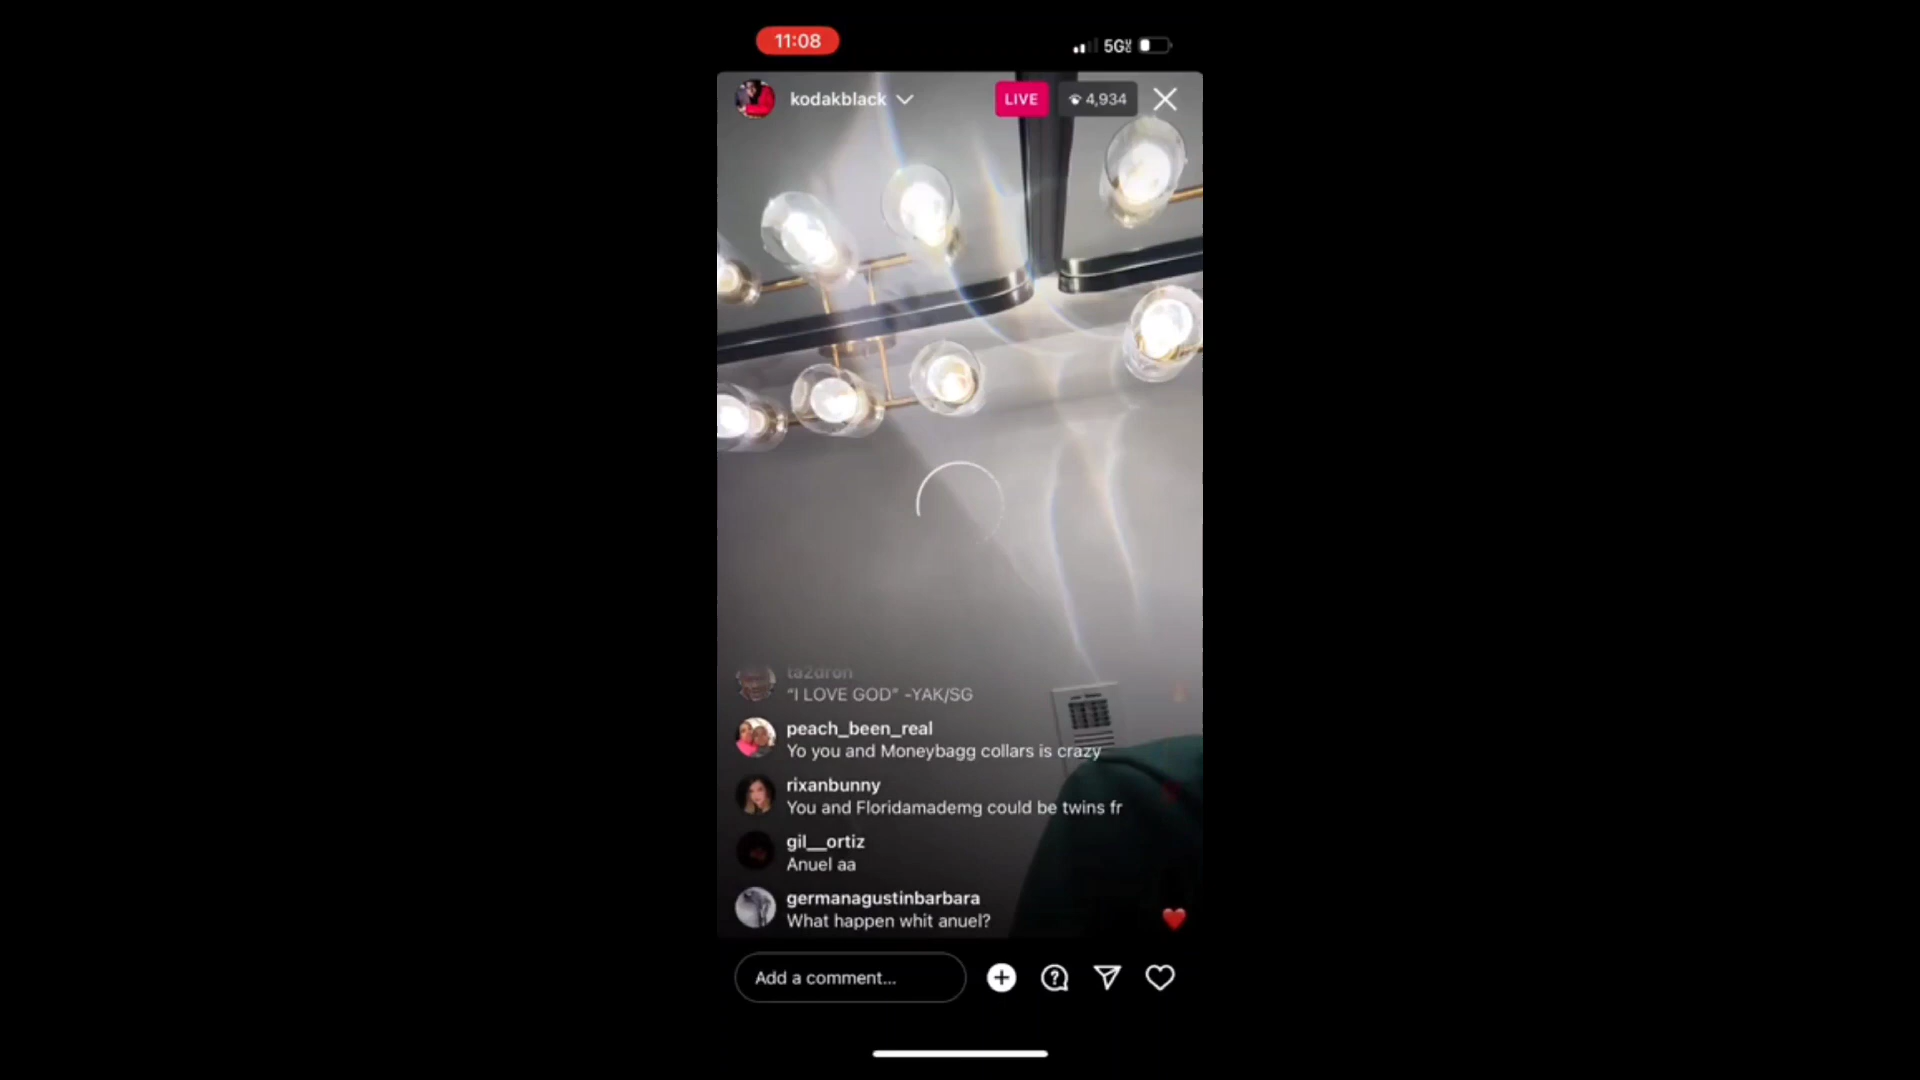 11:08
5G
kodakblack
LIVE
4,934
ta2dron
“I LOVE GOD” -YAK/SG
peach_been_real
Yo you and Moneybagg collars is crazy
rixanbunny
You and Floridamademg could be twins fr
gil__ortiz
Anuel aa
germanagustinbarbara
What happen whit anuel?
Add a comment...